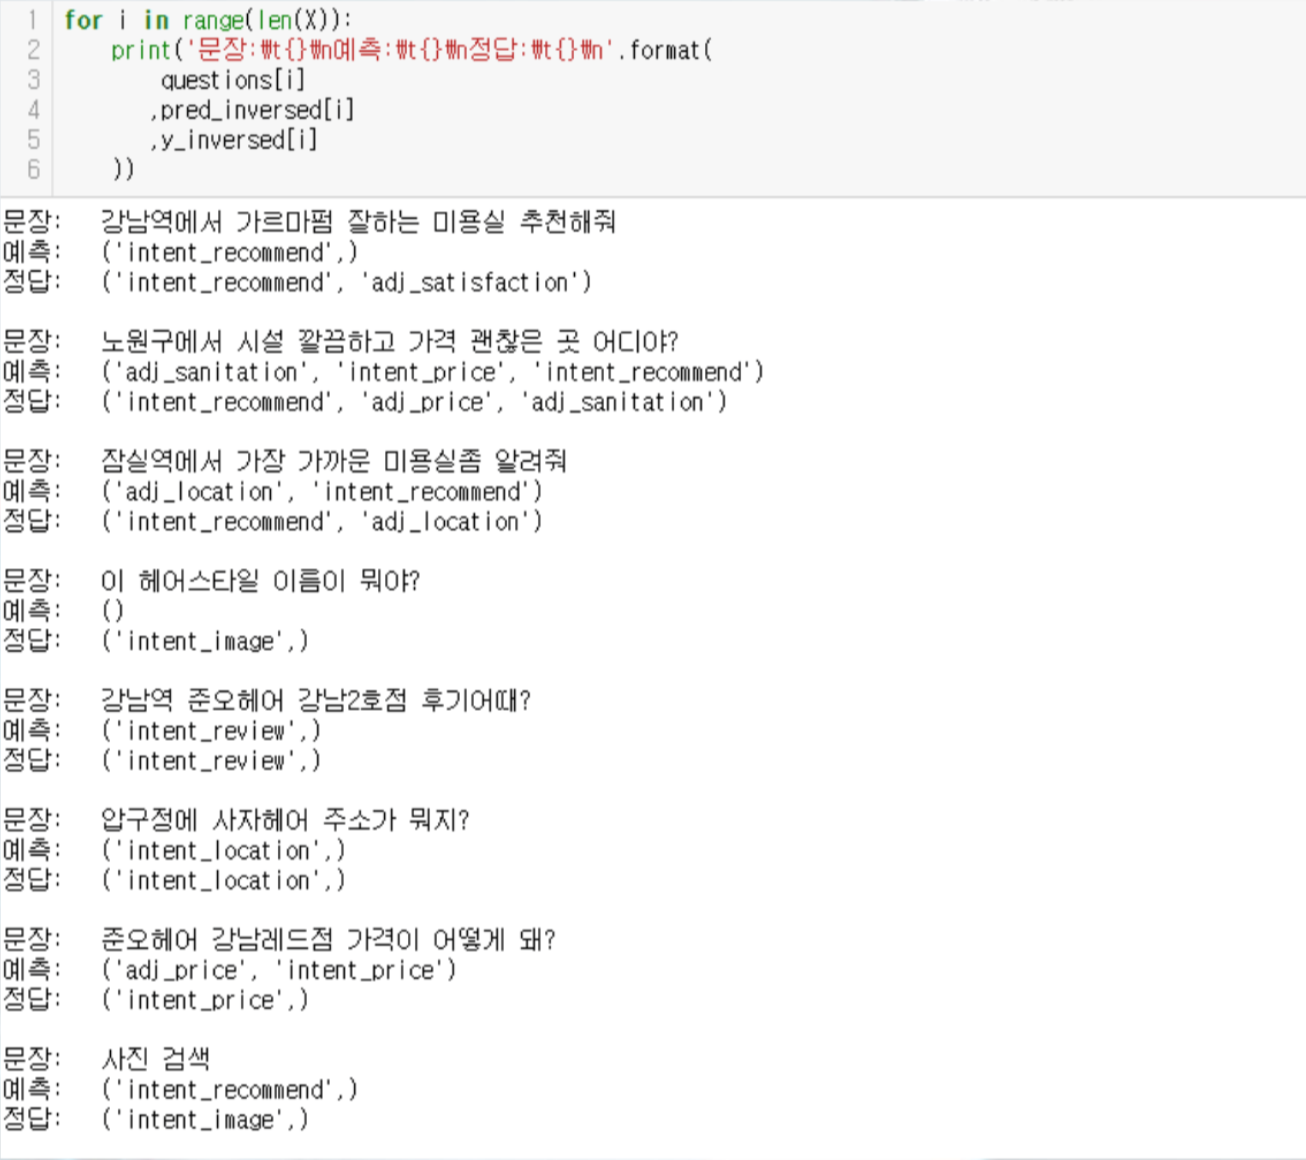 1 for i in range(len(X)):
2     print('문장:₩t{}₩n예측:₩t{}₩n정답:₩t{}₩n'.format(
3         questions[i]
4        ,pred_inversed[i]
5        ,y_inversed[i]
6     ))
문장: 강남역에서 가르마펌 잘하는 미용실 추천해줘
예측: ('intent_recommend',)
정답: ('intent_recommend', 'adj_satisfaction')
문장: 노원구에서 시설 깔끔하고 가격 괜찮은 곳 어디야?
예측: ('adj_sanitation', 'intent_price', 'intent_recommend')
정답: ('intent_recommend', 'adj_price', 'adj_sanitation')
문장: 잠실역에서 가장 가까운 미용실좀 알려줘
예측: ('adj_location', 'intent_recommend')
정답: ('intent_recommend', 'adj_location')
문장: 이 헤어스타일 이름이 뭐야?
예측: ()
정답: ('intent_image',)
문장: 강남역 준오헤어 강남2호점 후기어때?
예측: ('intent_review',)
정답: ('intent_review',)
문장: 압구정에 사자헤어 주소가 뭐지?
예측: ('intent_location',)
정답: ('intent_location',)
문장: 준오헤어 강남레드점 가격이 어떻게 돼?
예측: ('adj_price', 'intent_price')
정답: ('intent_price',)
문장: 사진 검색
예측: ('intent_recommend',)
정답: ('intent_image',)